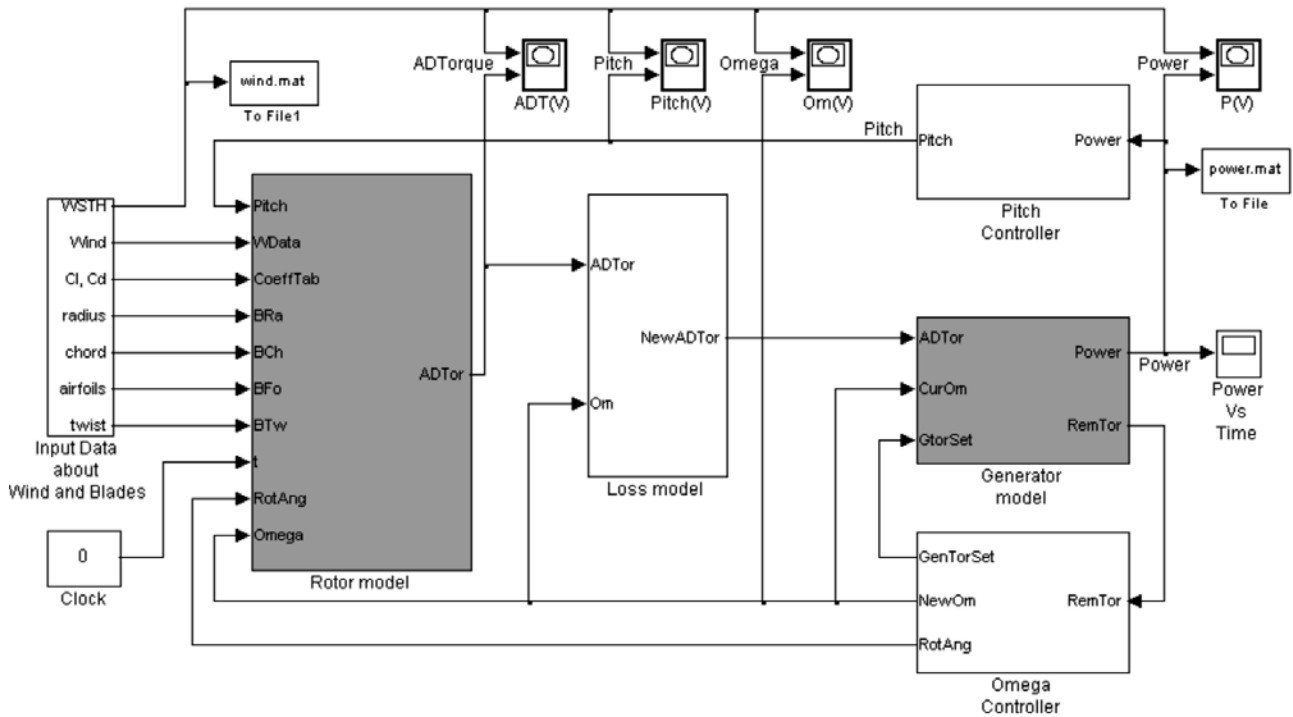 ADTorque
Pitch
Omega
Power
wind.mat
To File1
ADT(V)
Pitch(V)
Om(V)
P(V)
Pitch
Pitch
Power
Pitch
Controller
power.mat
To File
WSTH
Wind
Cl, Cd
radius
chord
airfoils
twist
Input Data
about
Wind and Blades
0
Clock
Pitch
WData
CoeffTab
BRa
BCh
BFo
BTw
t
RotAng
Omega
ADTor
Rotor model
ADTor
Om
NewADTor
Loss model
ADTor
CurOm
GtorSet
Power
RemTor
Generator
model
Power
Power
Vs
Time
GenTorSet
NewOm
RotAng
RemTor
Omega
Controller